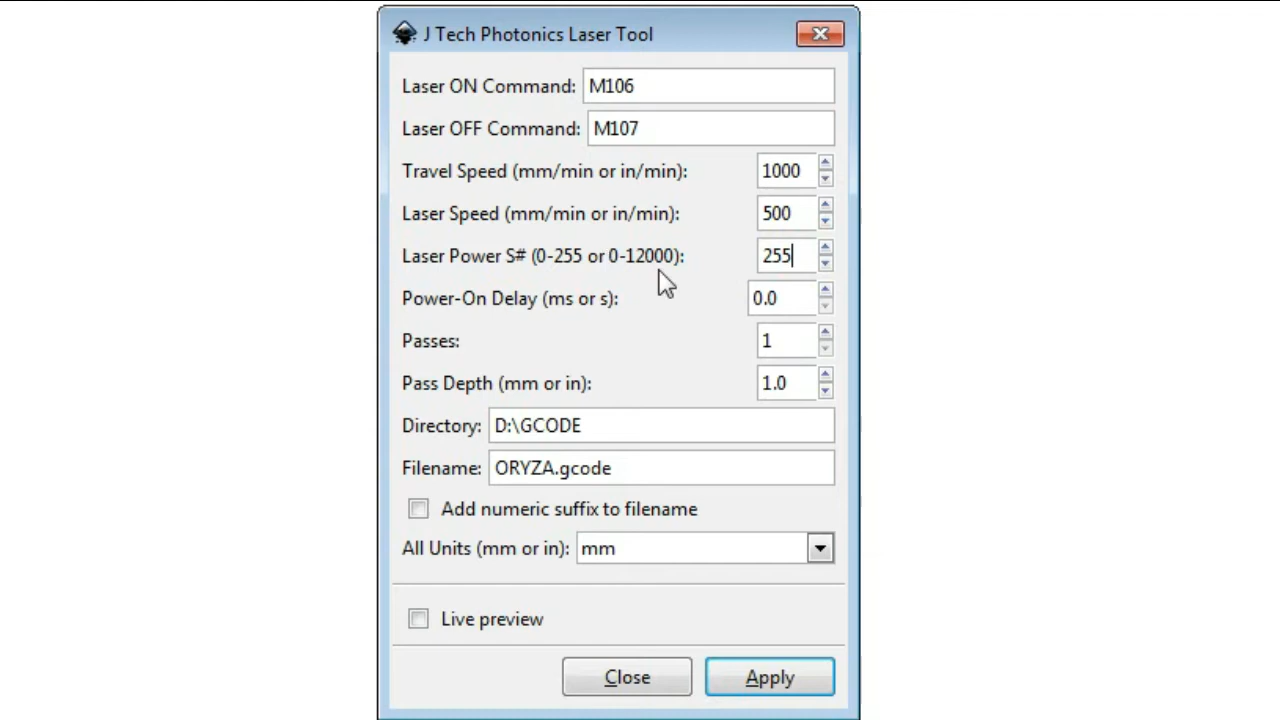 J Tech Photonics Laser Tool
Laser ON Command: M106
Laser OFF Command: M107
Travel Speed (mm/min or in/min): 1000
Laser Speed (mm/min or in/min): 500
Laser Power S# (0-255 or 0-12000): 255
Power-On Delay (ms or s): 0.0
Passes: 1
Pass Depth (mm or in): 1.0
Directory: D:\GCODE
Filename: ORYZA.gcode
Add numeric suffix to filename
All Units (mm or in): mm
Live preview
Close Apply